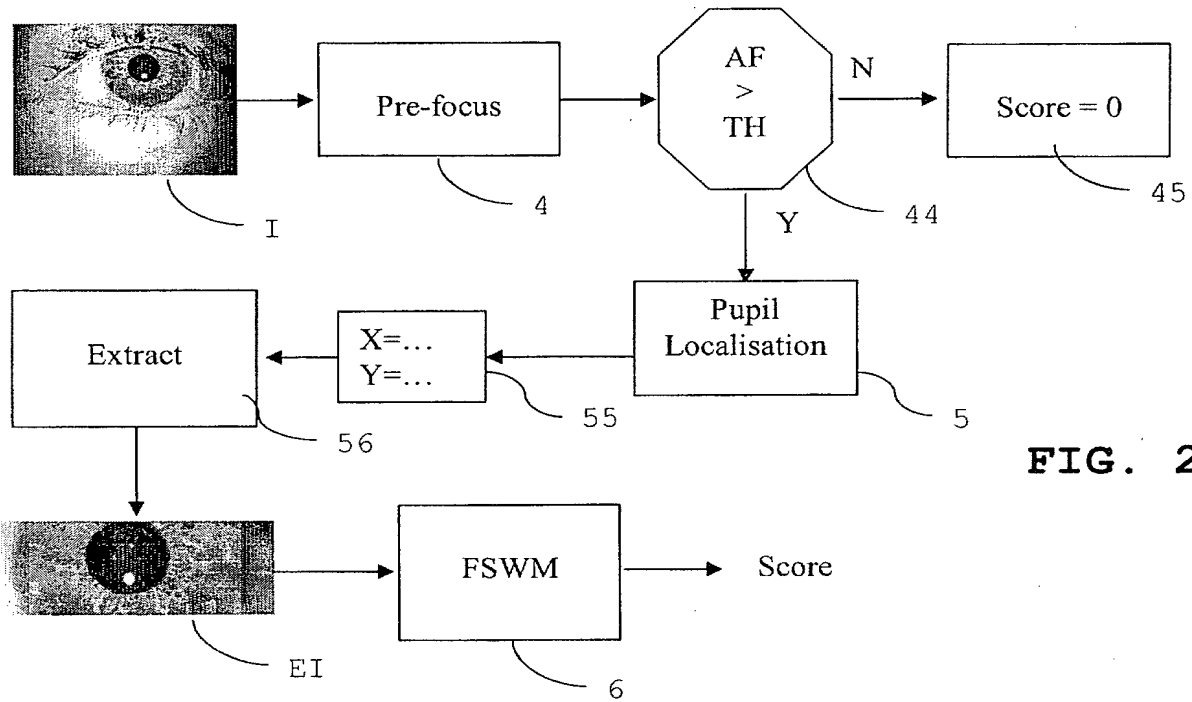 Pre-focus
AF
>
TH
N
Score = 0
I
4
44
45
Y
Pupil
Localisation
X=...
Y=...
Extract
5
55
56
FIG. 2
FSWM
Score
EI
6